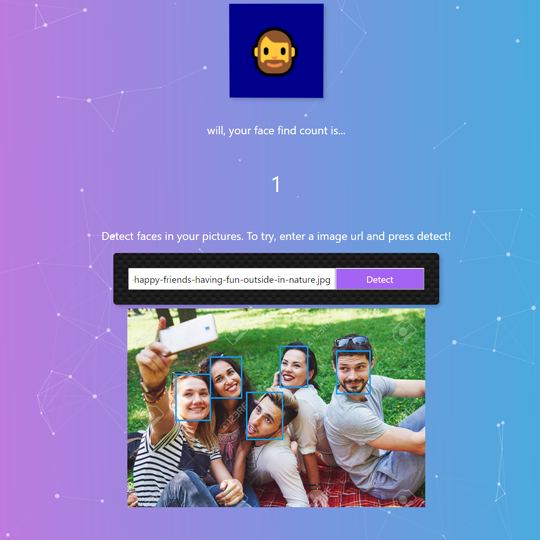 will, your face find count is...
1
Detect faces in your pictures. To try, enter a image url and press detect!
happy-friends-having-fun-outside-in-nature.jpg
Detect